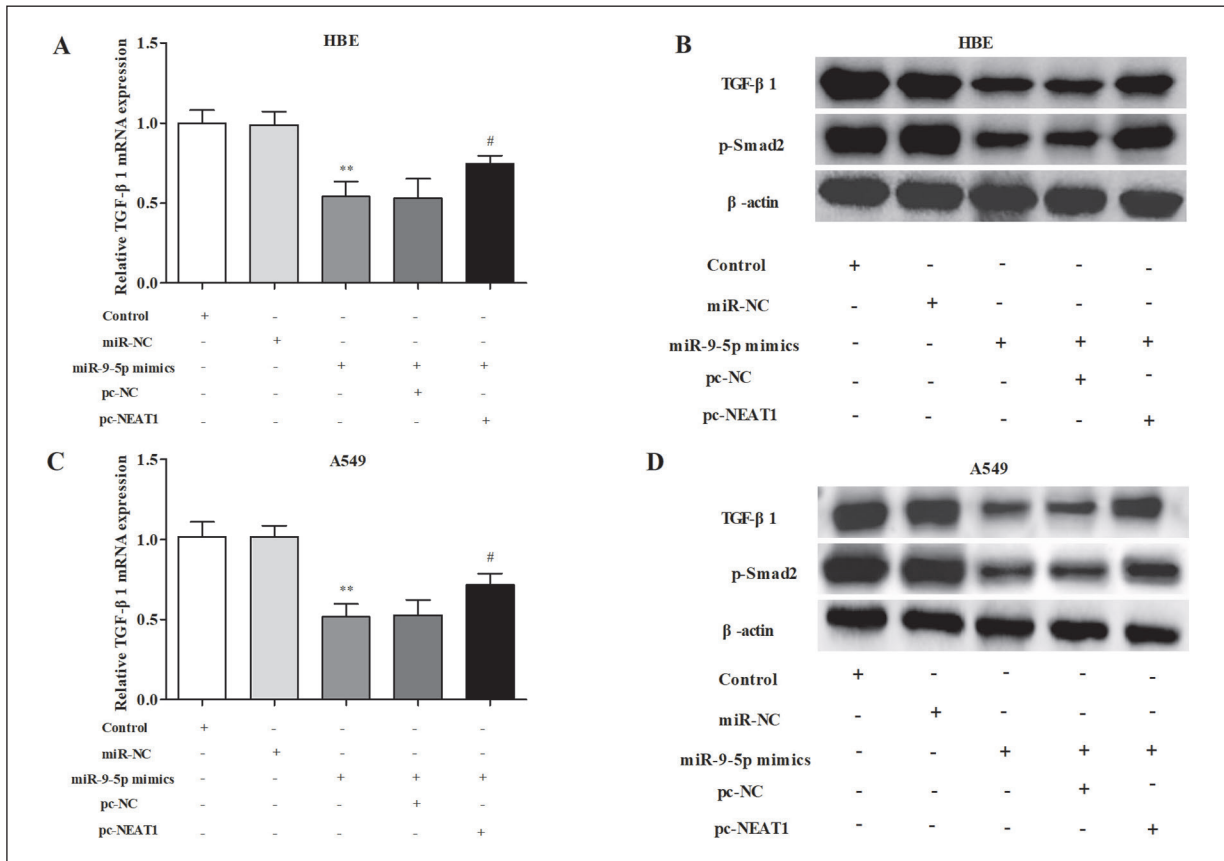 A
HBE
Relative TGF-β 1 mRNA expression
1.5
1.0
0.5
0.0
**
#
Control + - - - -
miR-NC - + - - -
miR-9-5p mimics - - + + +
pc-NC - - - + -
pc-NEAT1 - - - - +
B
HBE
TGF-β 1
p-Smad2
β -actin
Control + - - - -
miR-NC - + - - -
miR-9-5p mimics - - + + +
pc-NC - - - + -
pc-NEAT1 - - - - +
C
A549
Relative TGF-β 1 mRNA expression
1.5
1.0
0.5
0.0
**
#
Control + - - - -
miR-NC - + - - -
miR-9-5p mimics - - + + +
pc-NC - - - + -
pc-NEAT1 - - - - +
D
A549
TGF-β 1
p-Smad2
β -actin
Control + - - - -
miR-NC - + - - -
miR-9-5p mimics - - + + +
pc-NC - - - + -
pc-NEAT1 - - - - +